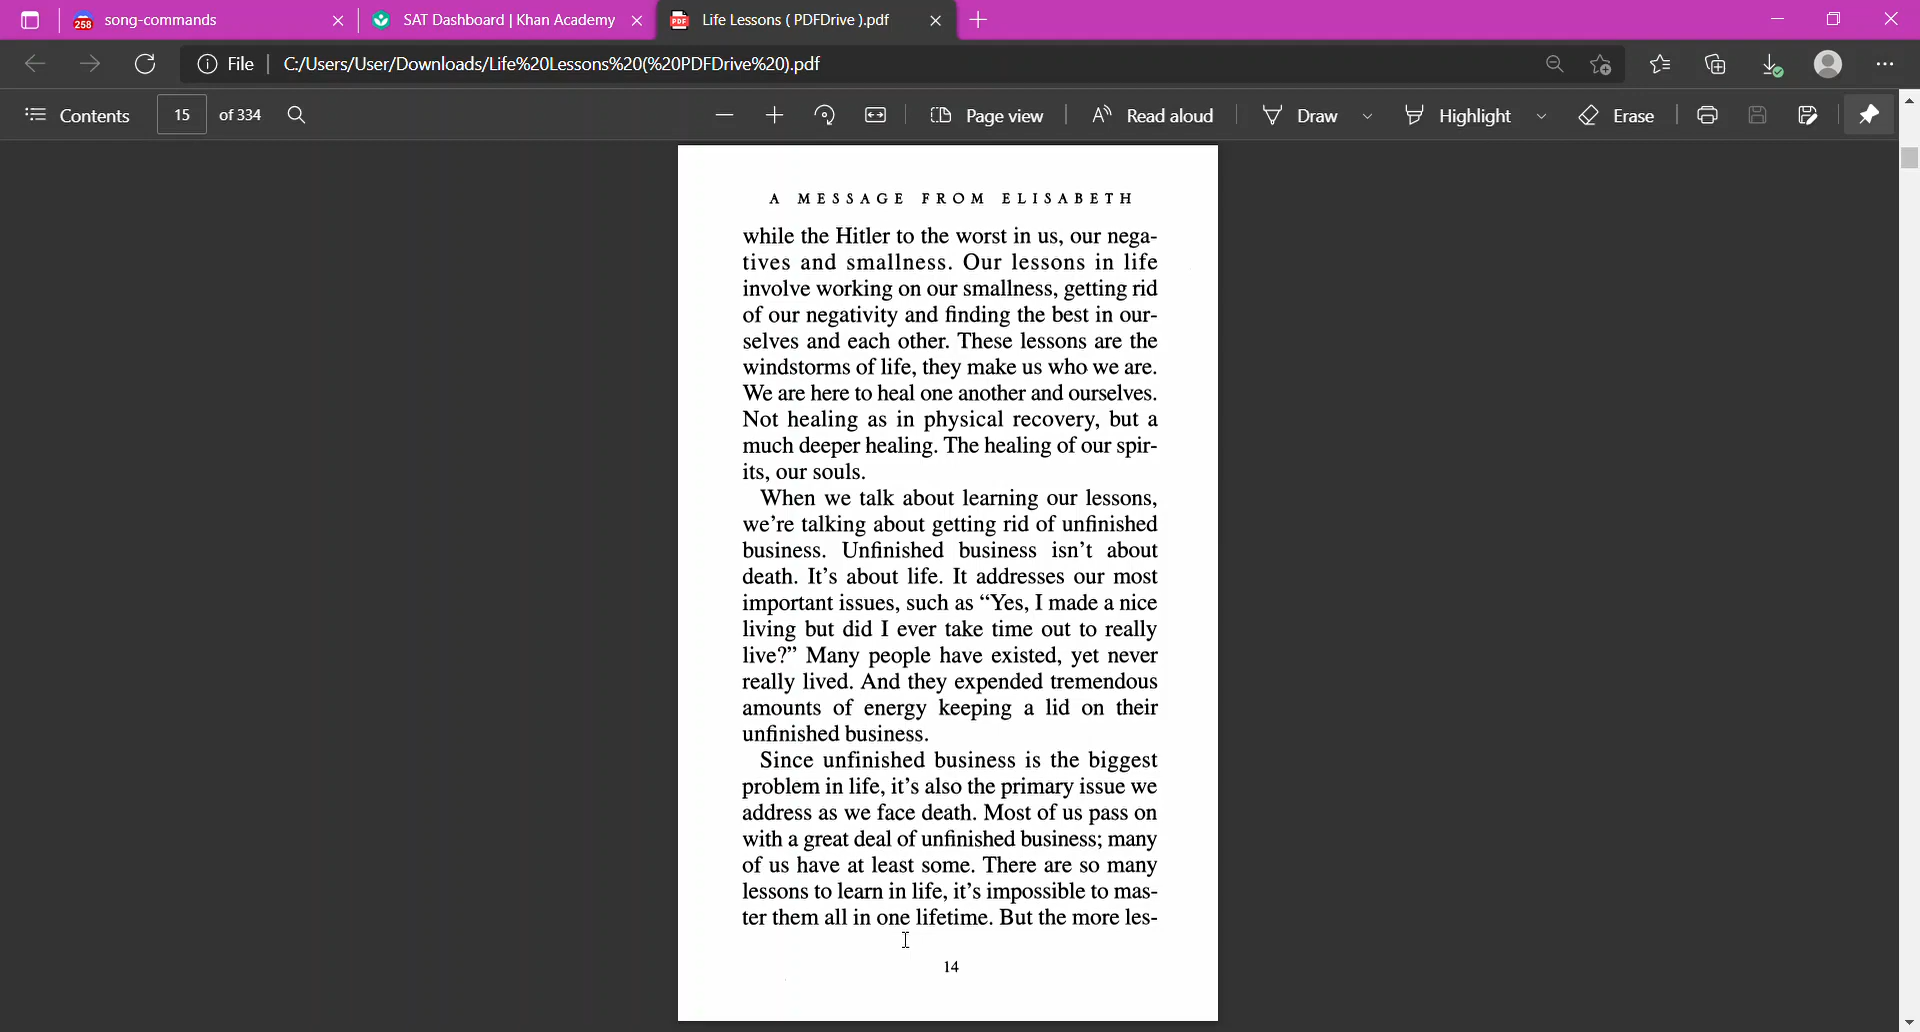 258
song-commands
SAT Dashboard | Khan Academy
PDF
Life Lessons ( PDFDrive ).pdf
File
C:/Users/User/Downloads/Life%20Lessons%20(%20PDFDrive%20).pdf
Contents
15
of 334
Page view
Read aloud
Draw
Highlight
Erase
A MESSAGE FROM ELISABETH
while the Hitler to the worst in us, our nega-
tives and smallness. Our lessons in life
involve working on our smallness, getting rid
of our negativity and finding the best in our-
selves and each other. These lessons are the
windstorms of life, they make us who we are.
We are here to heal one another and ourselves.
Not healing as in physical recovery, but a
much deeper healing. The healing of our spir-
its, our souls.
When we talk about learning our lessons,
we're talking about getting rid of unfinished
business. Unfinished business isn't about
death. It's about life. It addresses our most
important issues, such as “Yes, I made a nice
living but did I ever take time out to really
live?” Many people have existed, yet never
really lived. And they expended tremendous
amounts of energy keeping a lid on their
unfinished business.
Since unfinished business is the biggest
problem in life, it's also the primary issue we
address as we face death. Most of us pass on
with a great deal of unfinished business; many
of us have at least some. There are so many
lessons to learn in life, it's impossible to mas-
ter them all in one lifetime. But the more les-
14